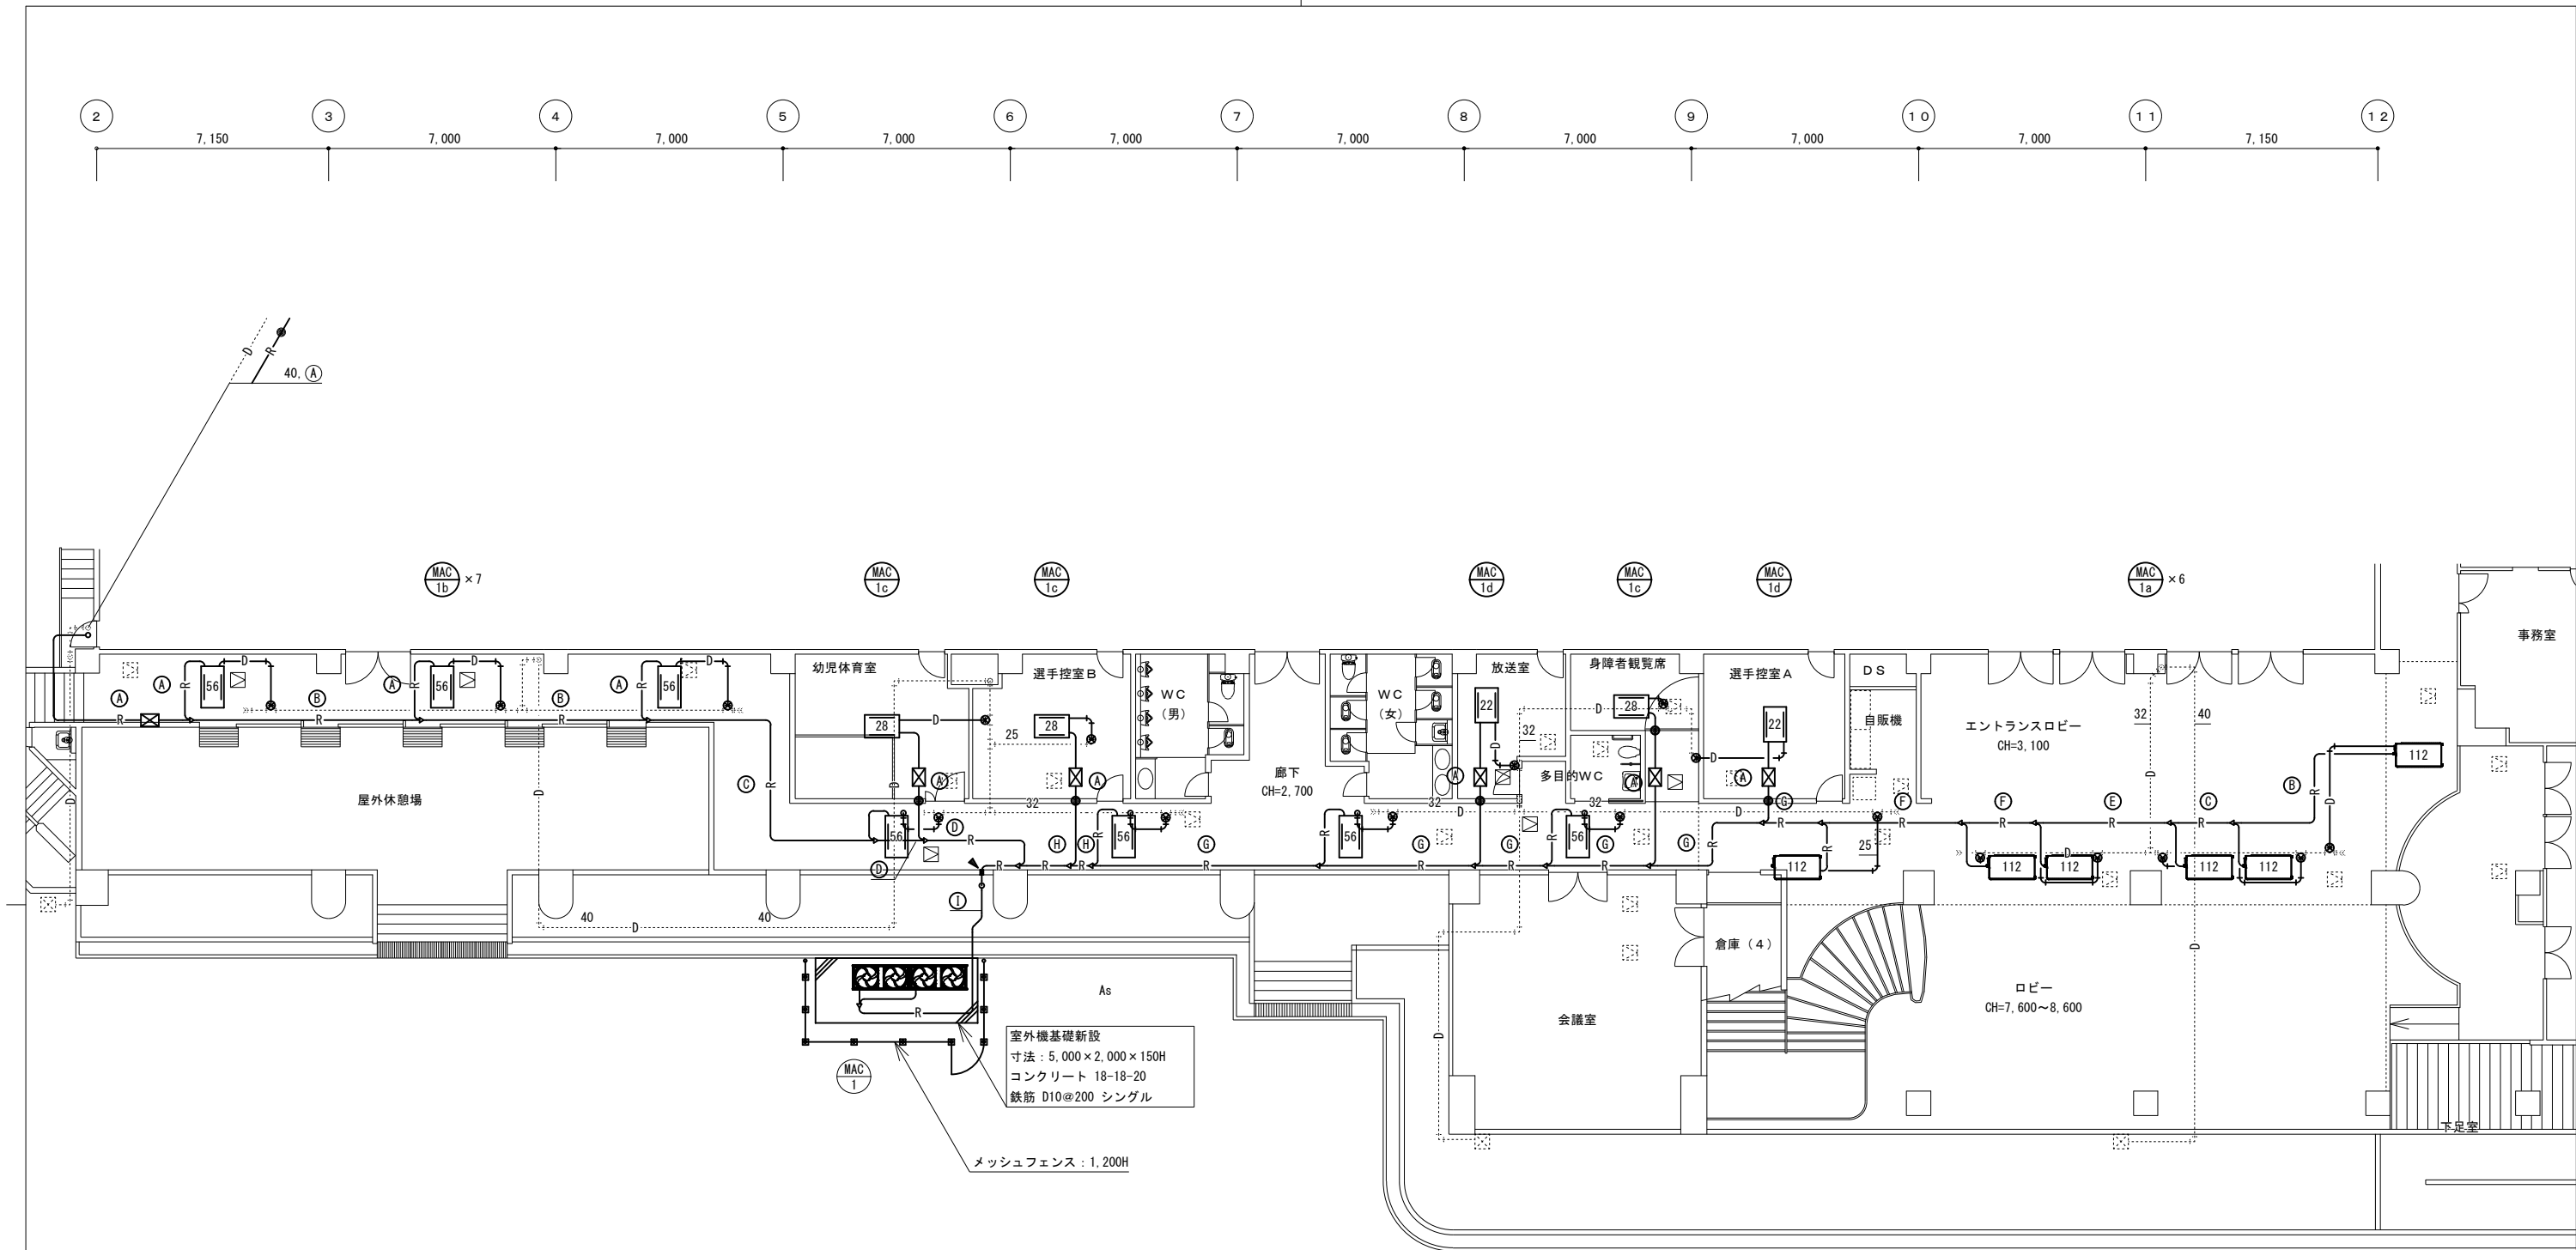 2 3 4 5 6 7 8 9 10 11 12
7,150 7,000 7,000 7,000 7,000 7,000 7,000 7,000 7,000 7,150
D R
40, A
MAC 1b ×7
MAC 1c
MAC 1c
MAC 1d
MAC 1c
MAC 1d
MAC 1a ×6
事務室
幼児体育室
選手控室B
WC
(男)
WC
(女)
放送室
身障者観覧席
選手控室A
DS
自販機
エントランスロビー
CH=3,100
廊下
CH=2,700
多目的WC
屋外休憩場
56 56 56 28 28 22 28 22 112
A A B A B A
R R R R R R
D D D D D D
25 32 32 40
C R A A A A A B
32 32 32 25
56 56 56 56 112 112 112 112 112
D D H H G G G G G G F F E C
R R R R R R R R R R R
I
40 40
D
倉庫(4)
ロビー
CH=7,600~8,600
会議室
As
R
室外機基礎新設
寸法:5,000×2,000×150H
コンクリート 18-18-20
鉄筋 D10@200 シングル
MAC 1
メッシュフェンス:1,200H
下足室